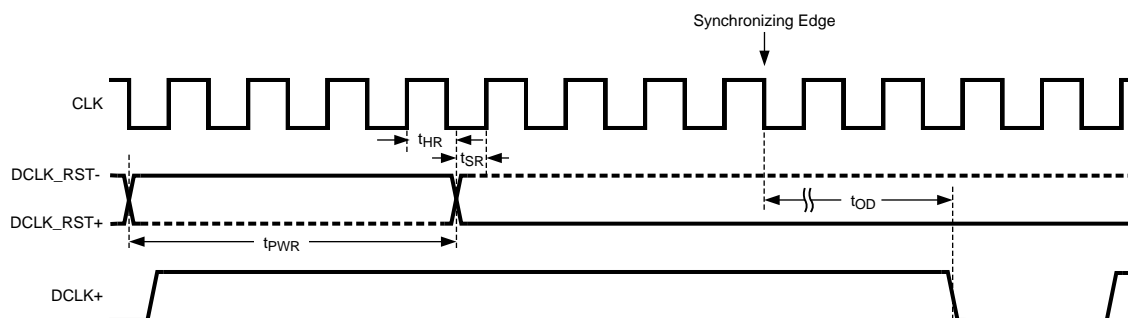 Synchronizing Edge
CLK
tHR
tSR
DCLK_RST-
tOD
DCLK_RST+
tPWR
DCLK+